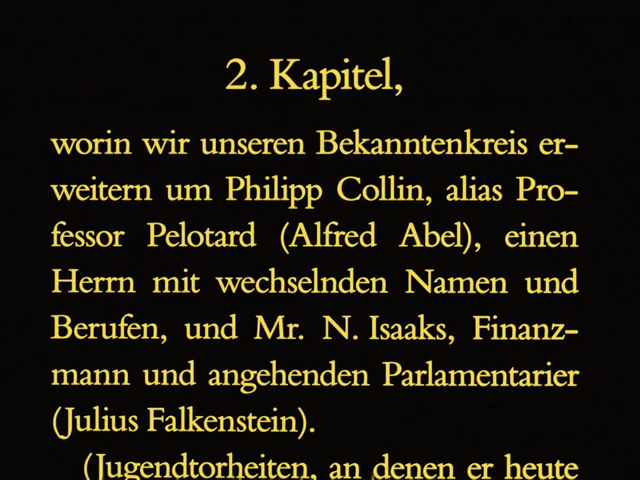 2. Kapitel,
worin wir unseren Bekanntenkreis er-
weitern um Philipp Collin, alias Pro-
fessor Pelotard (Alfred Abel), einen
Herrn mit wechselnden Namen und
Berufen, und Mr. N. Isaaks, Finanz-
mann und angehenden Parlamentarier
(Julius Falkenstein).
(Jugendtorheiten, an denen er heute